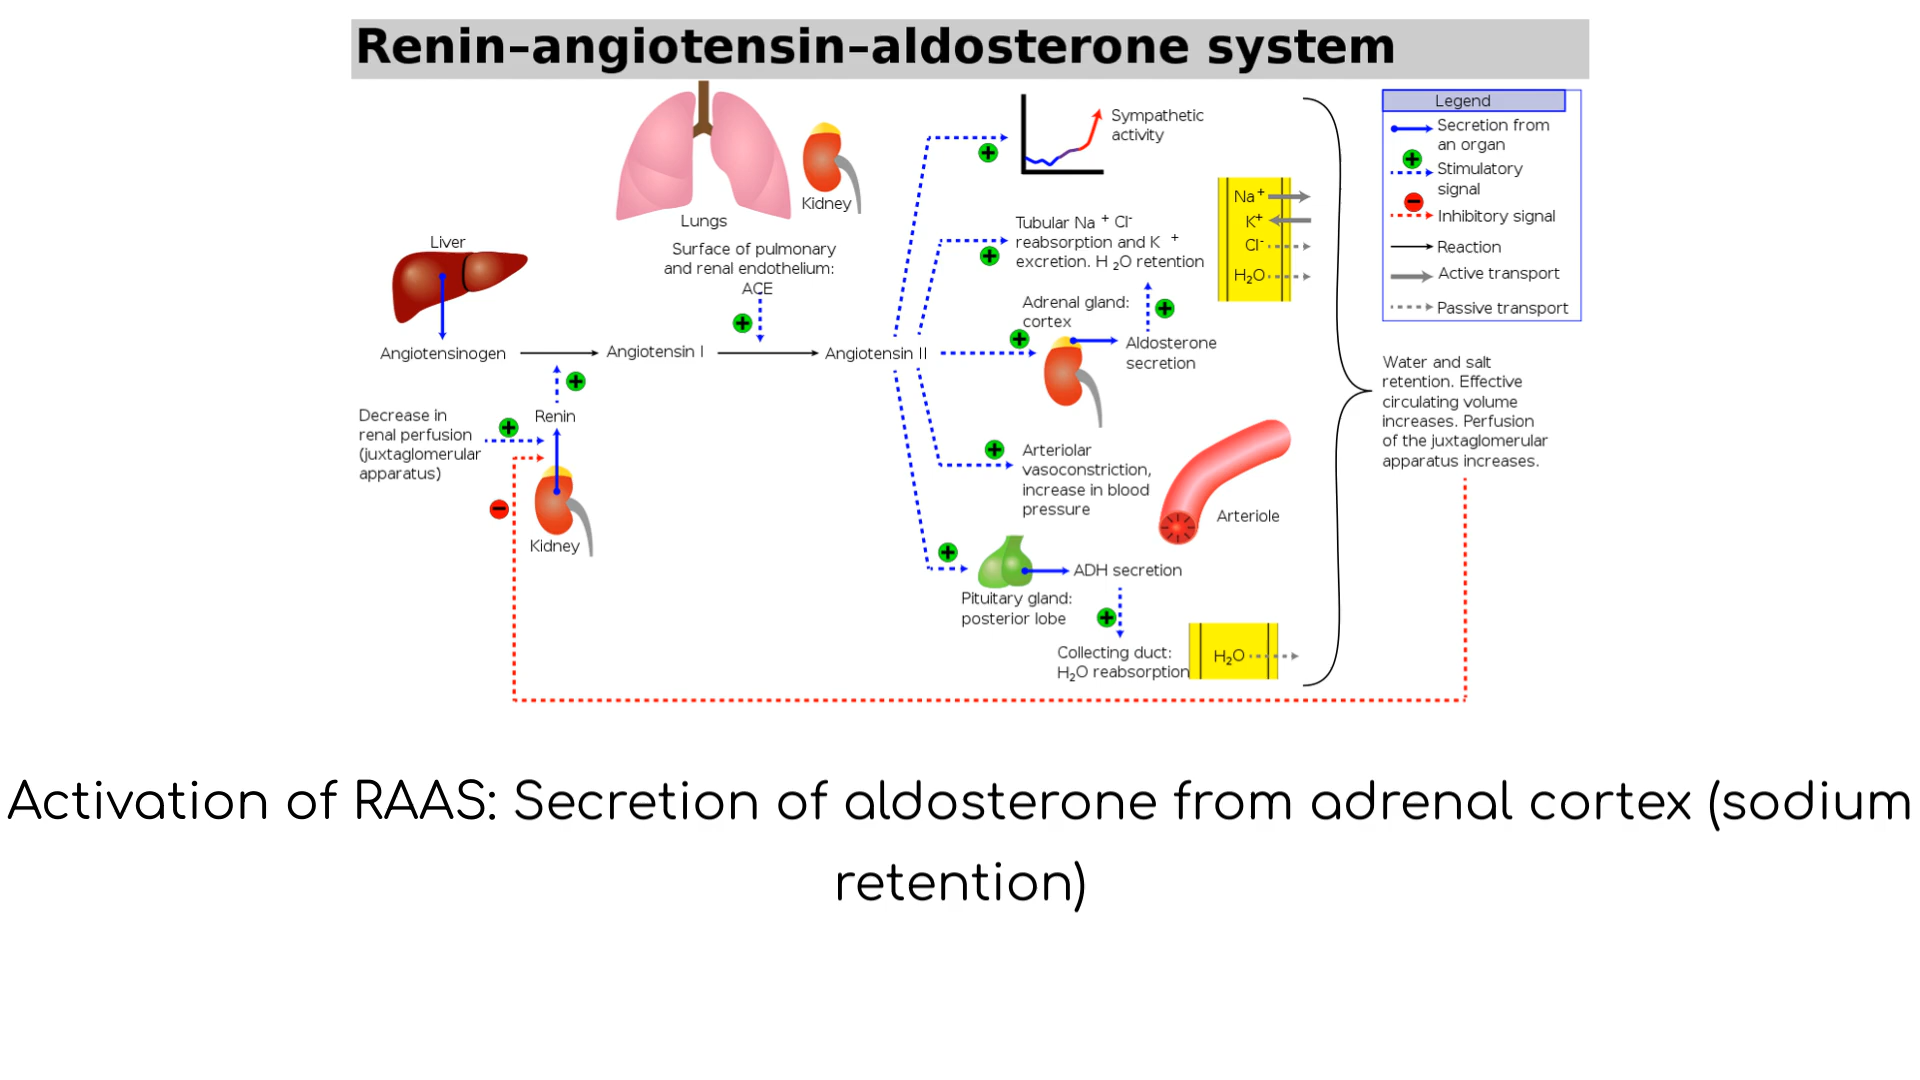 Renin–angiotensin–aldosterone system
Lungs
Kidney
Surface of pulmonary
and renal endothelium:
ACE
Liver
Angiotensinogen
Angiotensin I
Angiotensin II
Decrease in
renal perfusion
(juxtaglomerular
apparatus)
Renin
Kidney
Sympathetic
activity
Tubular Na + Cl-
reabsorption and K +
excretion. H2O retention
Na+
K+
Cl-
H2O
Adrenal gland:
cortex
Aldosterone
secretion
Arteriolar
vasoconstriction,
increase in blood
pressure
Arteriole
ADH secretion
Pituitary gland:
posterior lobe
Collecting duct:
H2O reabsorption
H2O
Legend
Secretion from
an organ
Stimulatory
signal
Inhibitory signal
Reaction
Active transport
Passive transport
Water and salt
retention. Effective
circulating volume
increases. Perfusion
of the juxtaglomerular
apparatus increases.
Activation of RAAS: Secretion of aldosterone from adrenal cortex (sodium
retention)